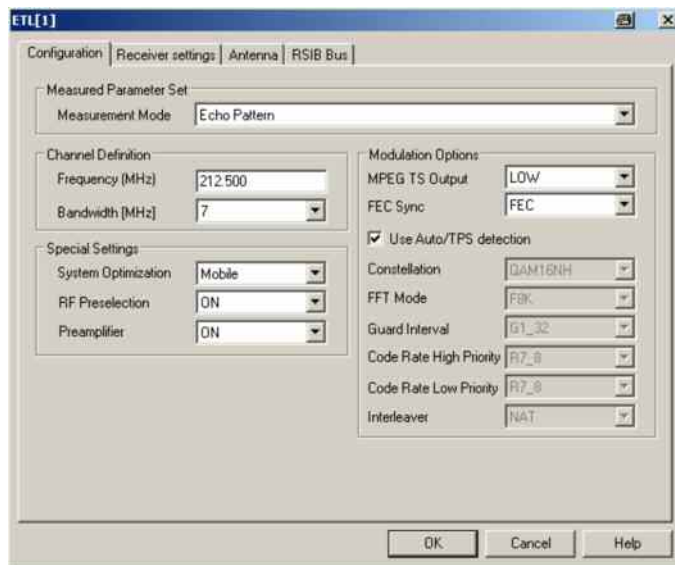 ETL[1]
Configuration
Receiver settings
Antenna
RSIB Bus
Measured Parameter Set
Measurement Mode
Echo Pattern
Channel Definition
Frequency (MHz)
212.500
Bandwidth [MHz]
7
Special Settings
System Optimization
Mobile
RF Preselection
ON
Preamplifier
ON
Modulation Options
MPEG TS Output
LOW
FEC Sync
FEC
Use Auto/TPS detection
Constellation
QAM16NH
FFT Mode
F8K
Guard Interval
G1_32
Code Rate High Priority
R7_8
Code Rate Low Priority
R7_8
Interleaver
NAT
OK
Cancel
Help